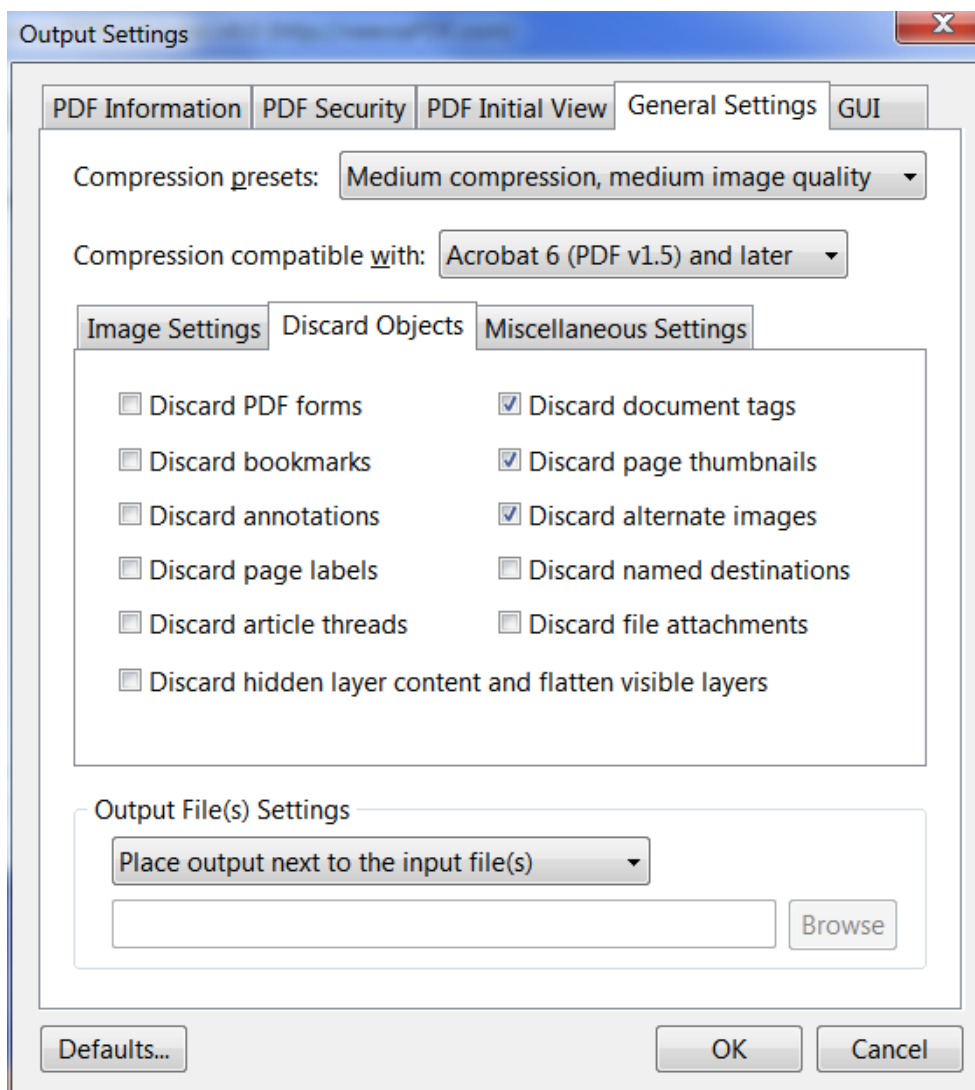 Output Settings
X
PDF Information PDF Security PDF Initial View General Settings GUI
Compression presets: Medium compression, medium image quality
Compression compatible with: Acrobat 6 (PDF v1.5) and later
Image Settings Discard Objects Miscellaneous Settings
Discard PDF forms Discard document tags
Discard bookmarks Discard page thumbnails
Discard annotations Discard alternate images
Discard page labels Discard named destinations
Discard article threads Discard file attachments
Discard hidden layer content and flatten visible layers
Output File(s) Settings
Place output next to the input file(s)
Browse
Defaults... OK Cancel